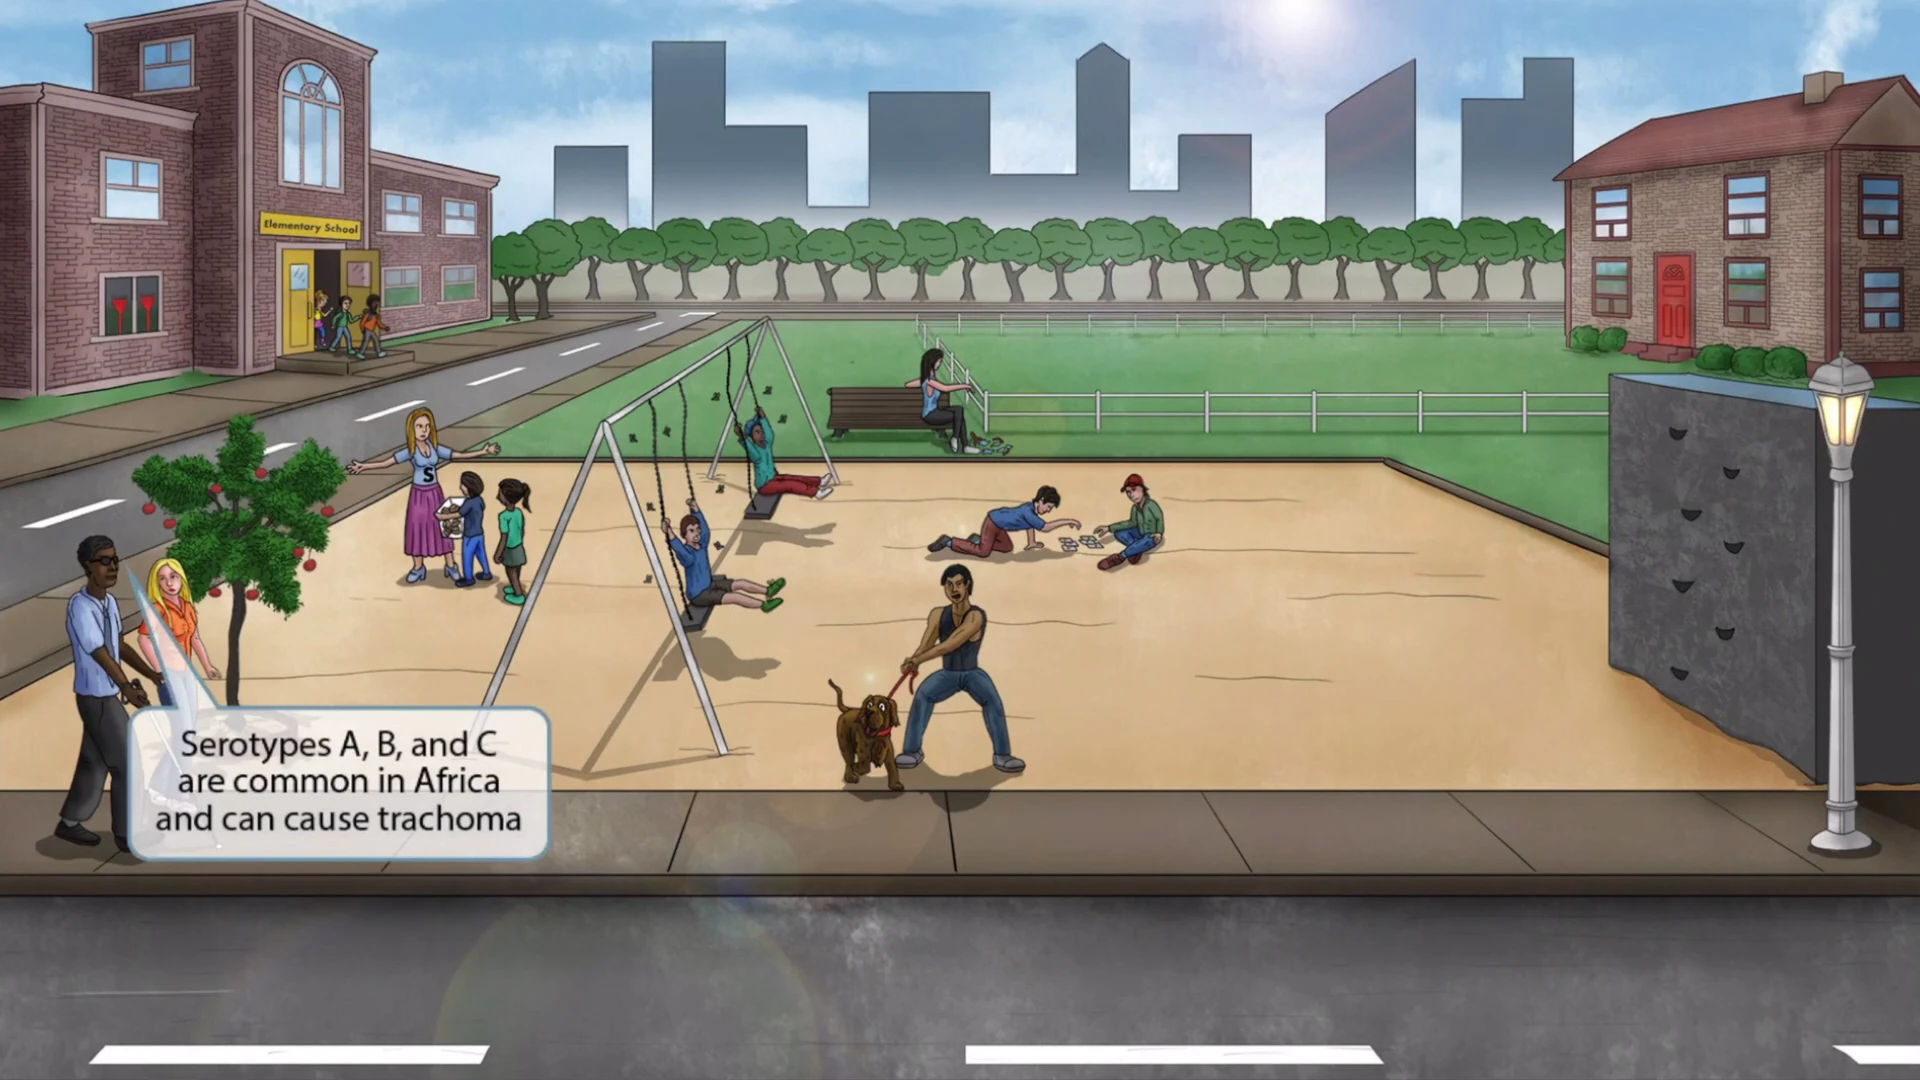 Elementary School
S
Serotypes A, B, and C
are common in Africa
and can cause trachoma